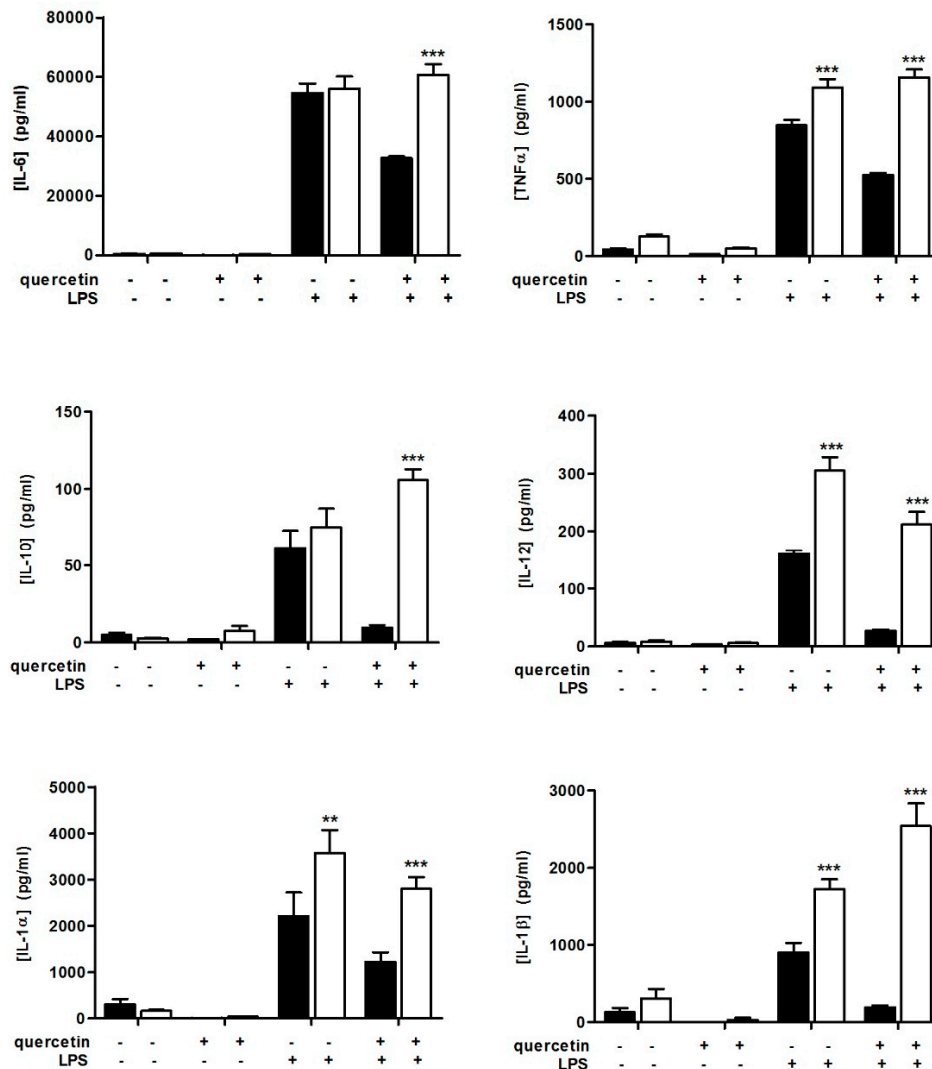 80000
60000
40000
20000
0
[IL-6] (pg/ml)
***
quercetin - - + + - - + +
LPS - - - - + + + +
1500
1000
500
0
[TNFα] (pg/ml)
*** ***
quercetin - - + + - - + +
LPS - - - - + + + +
150
100
50
0
[IL-10] (pg/ml)
***
quercetin - - + + - - + +
LPS - - - - + + + +
400
300
200
100
0
[IL-12] (pg/ml)
*** ***
quercetin - - + + - - + +
LPS - - - - + + + +
5000
4000
3000
2000
1000
0
[IL-1α] (pg/ml)
** ***
quercetin - - + + - - + +
LPS - - - - + + + +
3000
2000
1000
0
[IL-1β] (pg/ml)
*** ***
quercetin - - + + - - + +
LPS - - - - + + + +